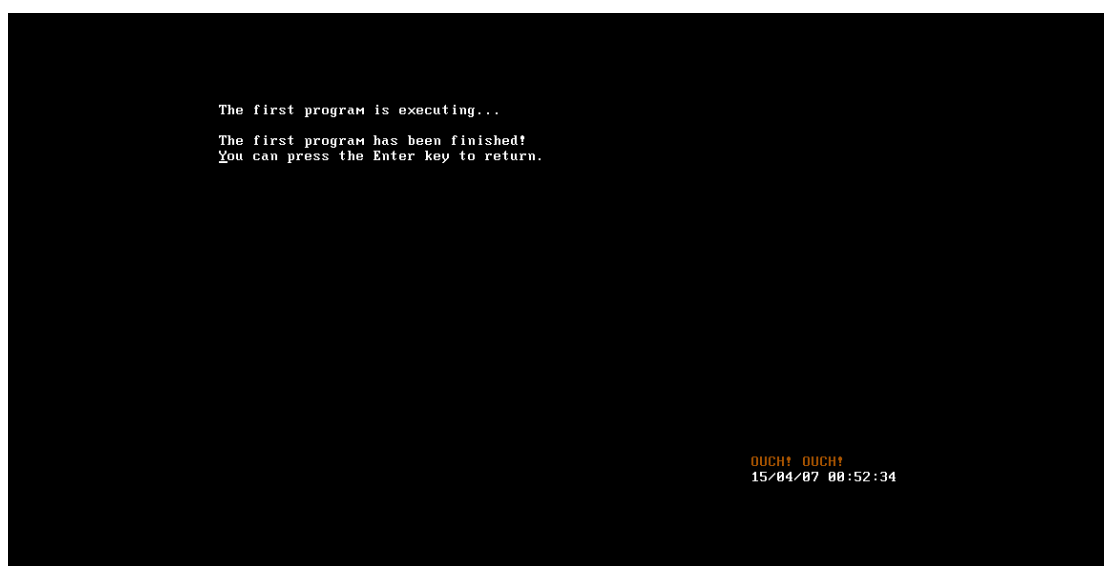 The first program is executing...
The first program has been finished!
You can press the Enter key to return.
OUCH! OUCH!
15/04/07 00:52:34